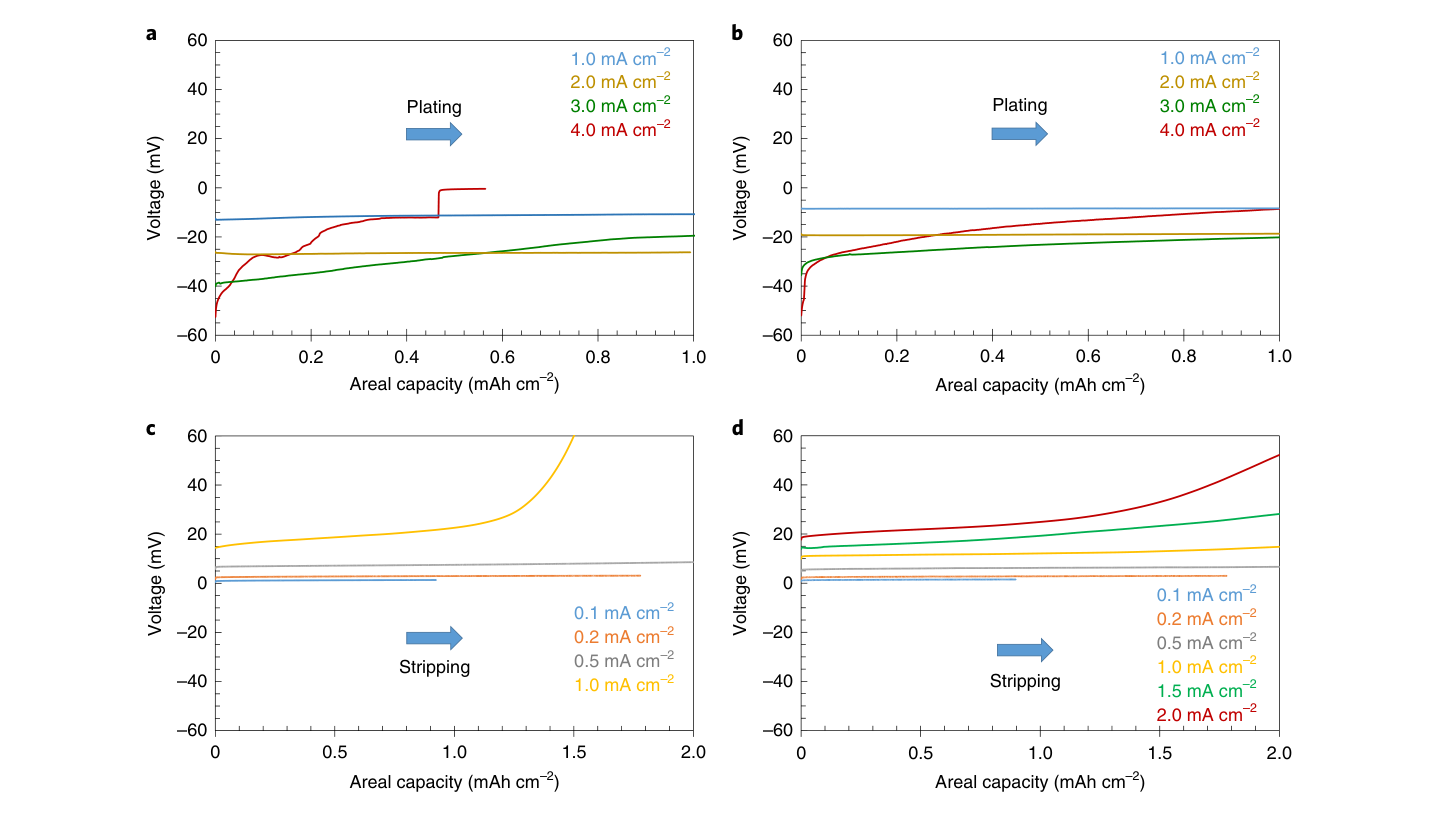 a
60
40
20
0
–20
–40
–60
Voltage (mV)
Plating
1.0 mA cm–2
2.0 mA cm–2
3.0 mA cm–2
4.0 mA cm–2
0 0.2 0.4 0.6 0.8 1.0
Areal capacity (mAh cm–2)
b
60
40
20
0
–20
–40
–60
Voltage (mV)
Plating
1.0 mA cm–2
2.0 mA cm–2
3.0 mA cm–2
4.0 mA cm–2
0 0.2 0.4 0.6 0.8 1.0
Areal capacity (mAh cm–2)
c
60
40
20
0
–20
–40
–60
Voltage (mV)
0.1 mA cm–2
0.2 mA cm–2
0.5 mA cm–2
1.0 mA cm–2
Stripping
0 0.5 1.0 1.5 2.0
Areal capacity (mAh cm–2)
d
60
40
20
0
–20
–40
–60
Voltage (mV)
0.1 mA cm–2
0.2 mA cm–2
0.5 mA cm–2
1.0 mA cm–2
1.5 mA cm–2
2.0 mA cm–2
Stripping
0 0.5 1.0 1.5 2.0
Areal capacity (mAh cm–2)